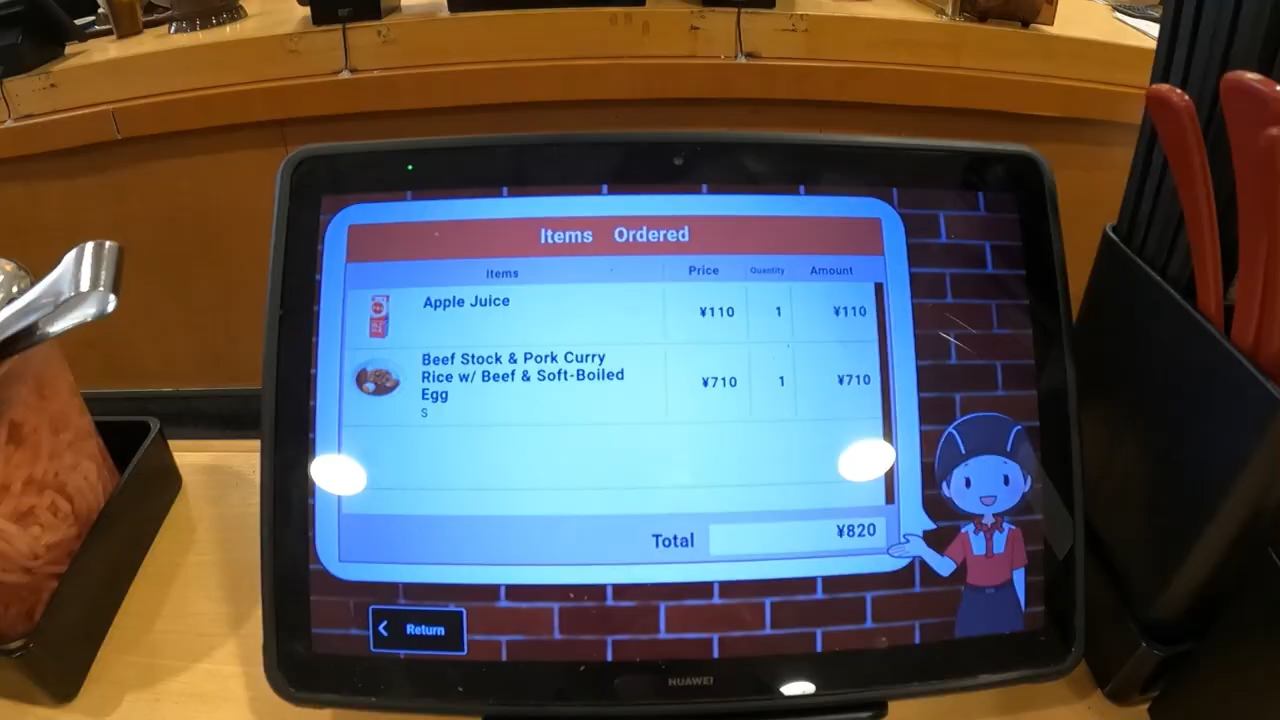 Items Ordered
Items Price Quantity Amount
Apple Juice ¥110 1 ¥110
Beef Stock & Pork Curry
Rice w/ Beef & Soft-Boiled ¥710 1 ¥710
Egg
S
Total ¥820
Return
HUAWEI